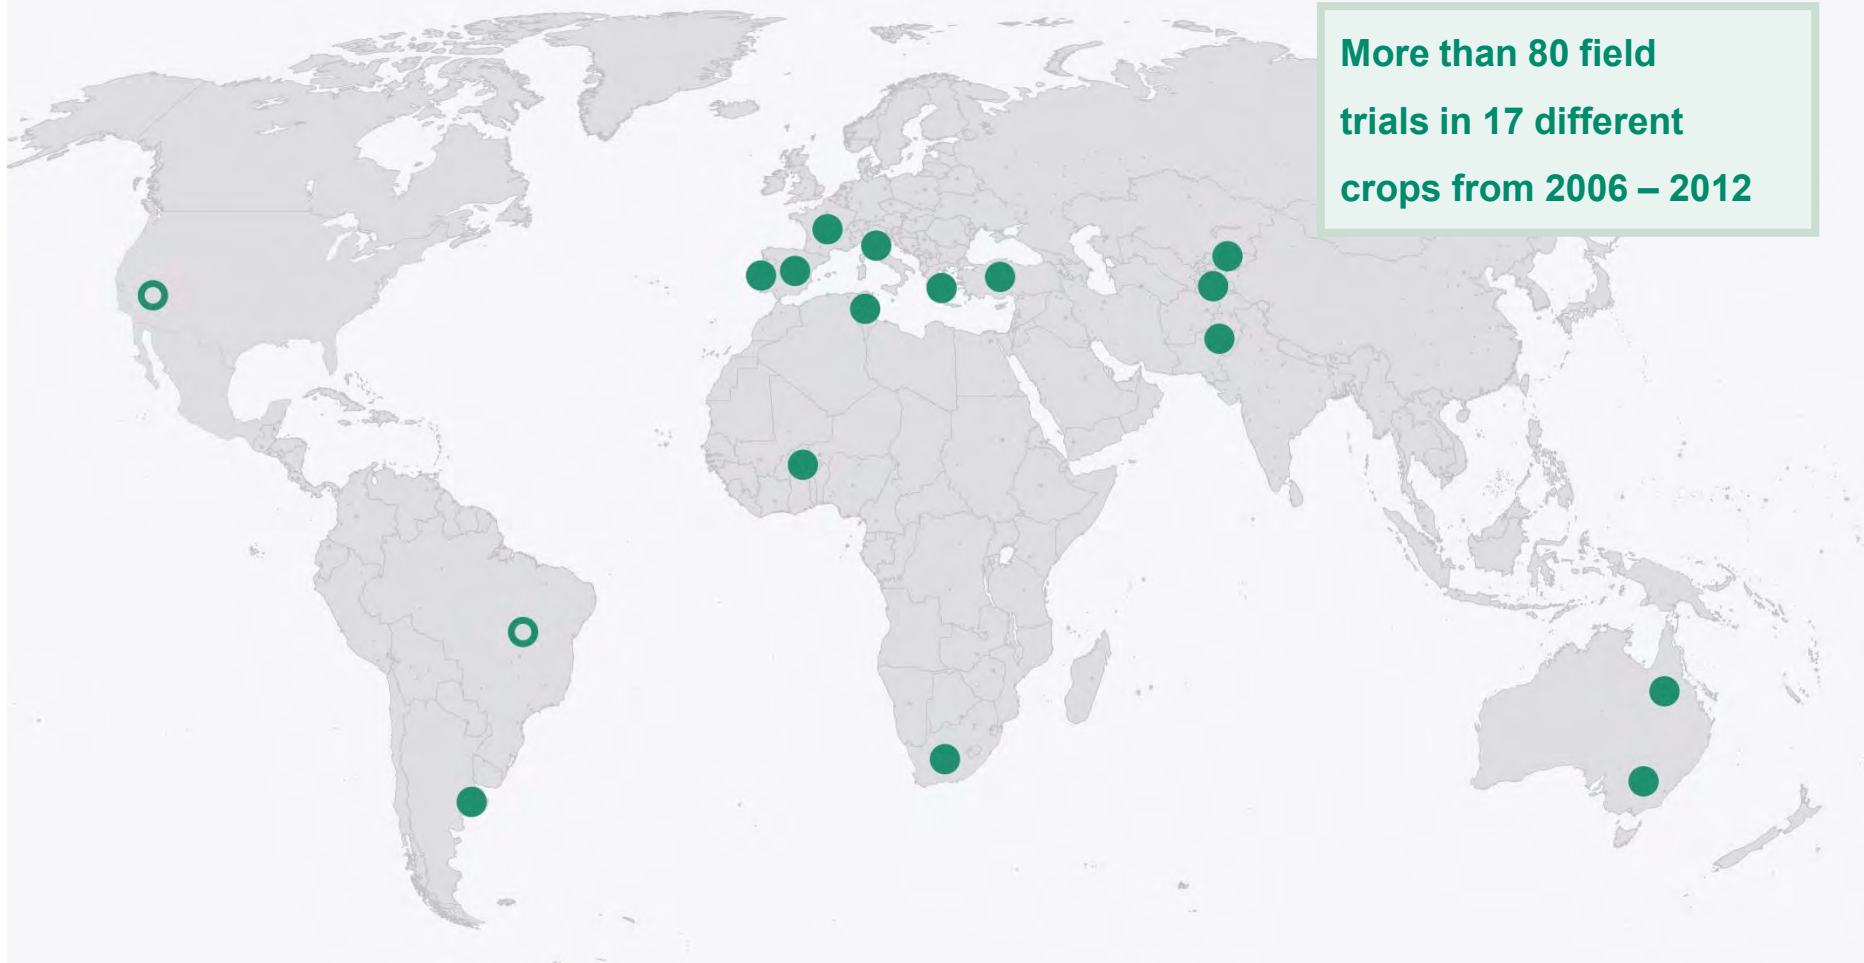 More than 80 field
trials in 17 different
crops from 2006 – 2012